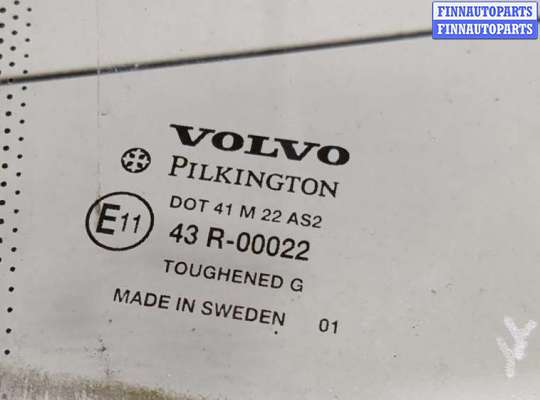 FINNAUTOPARTS
FINNAUTOPARTS
VOLVO
PILKINGTON
DOT 41 M 22 AS2
E11
43 R-00022
TOUGHENED G
MADE IN SWEDEN 01